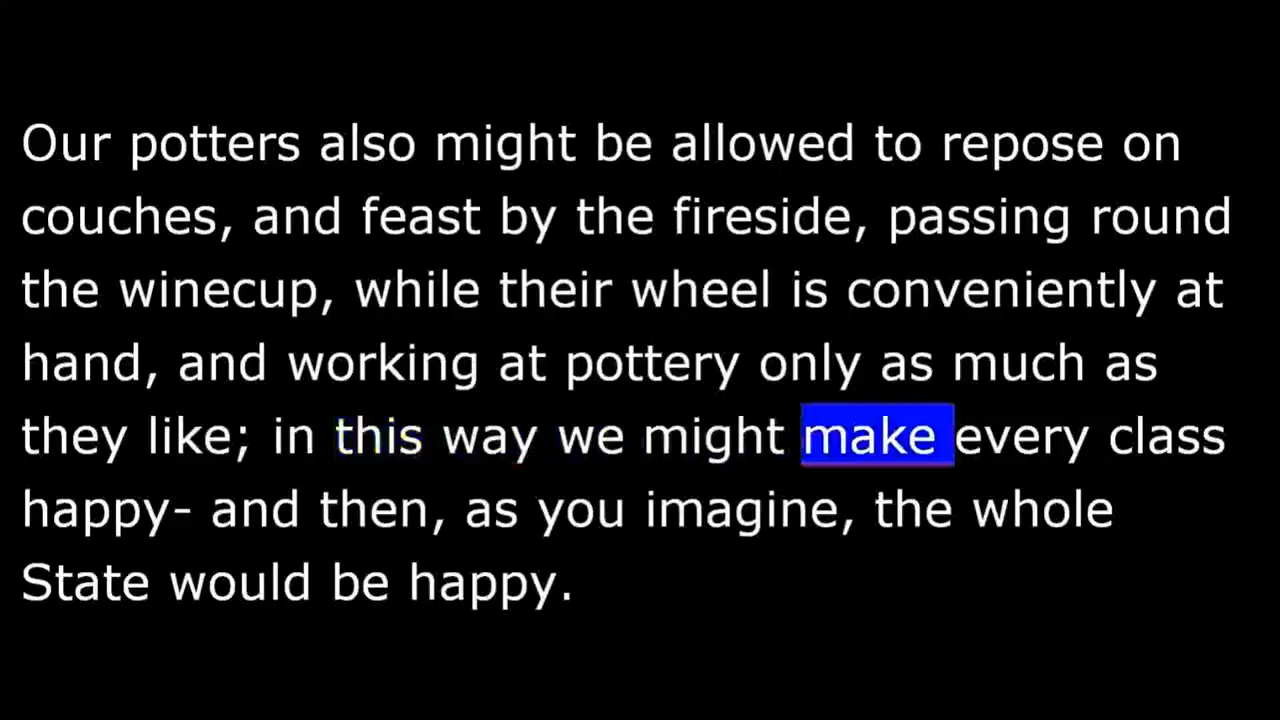 Our potters also might be allowed to repose on
couches, and feast by the fireside, passing round
the winecup, while their wheel is conveniently at
hand, and working at pottery only as much as
they like; in this way we might make every class
happy- and then, as you imagine, the whole
State would be happy.